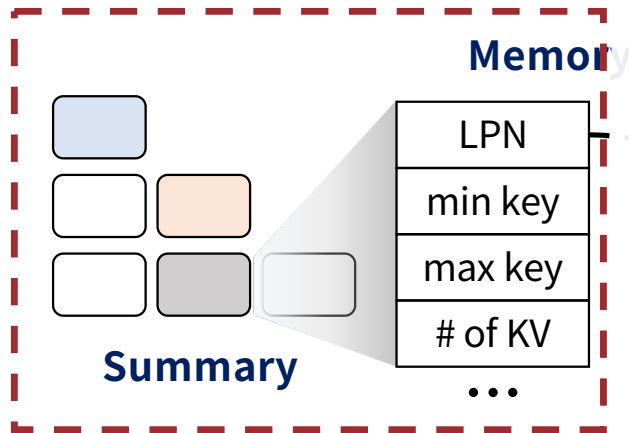 Memory
LPN
min key
max key
# of KV
Summary
•••